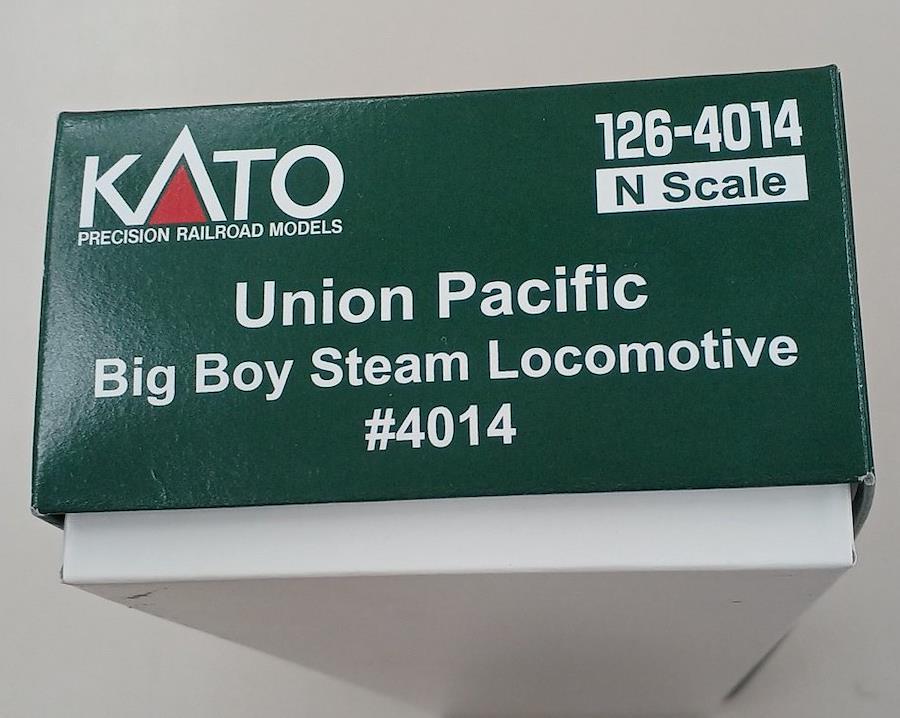 KATO
PRECISION RAILROAD MODELS
126-4014
N Scale
Union Pacific
Big Boy Steam Locomotive
#4014